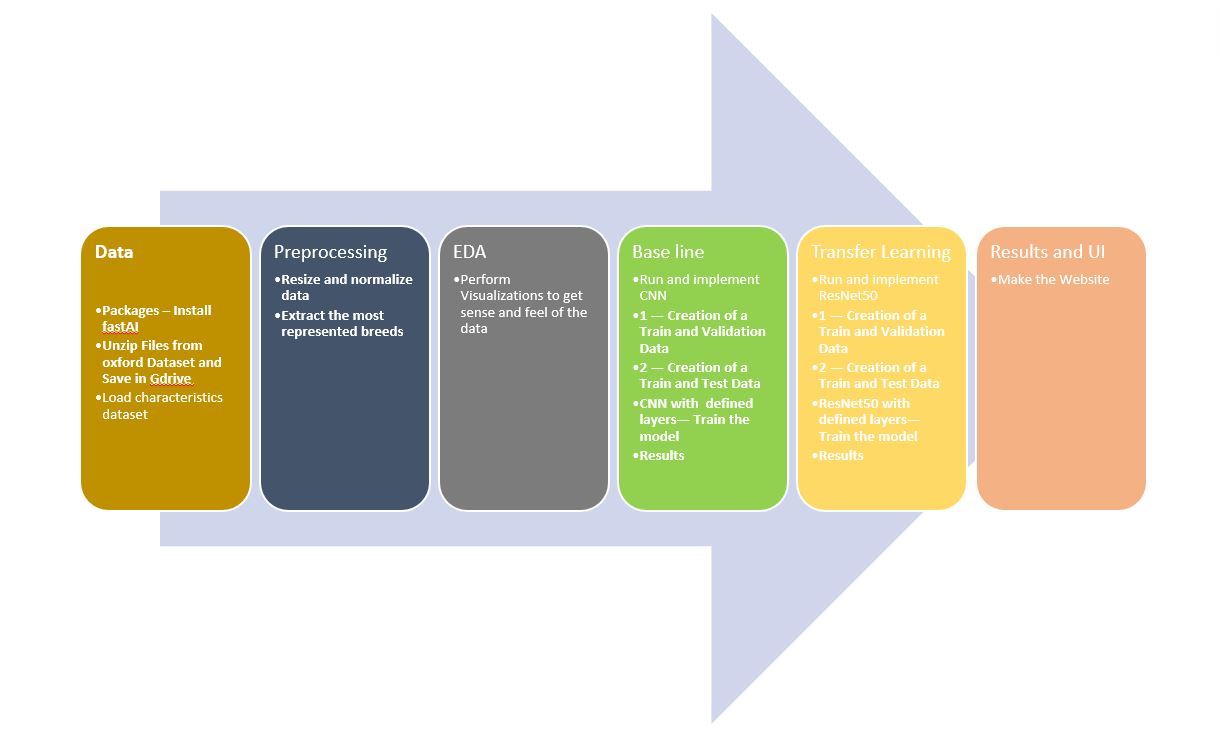 Data
•Packages – Install
fastAI
•Unzip Files from
oxford Dataset and
Save in Gdrive
•Load characteristics
dataset
Preprocessing
•Resize and normalize
data
•Extract the most
represented breeds
EDA
•Perform
Visualizations to get
sense and feel of the
data
Base line
•Run and implement
CNN
•1 — Creation of a
Train and Validation
Data
•2 — Creation of a
Train and Test Data
•CNN with  defined
layers— Train the
model
•Results
Transfer Learning
•Run and implement
ResNet50
•1 — Creation of a
Train and Validation
Data
•2 — Creation of a
Train and Test Data
•ResNet50 with
defined layers—
Train the model
•Results
Results and UI
•Make the Website